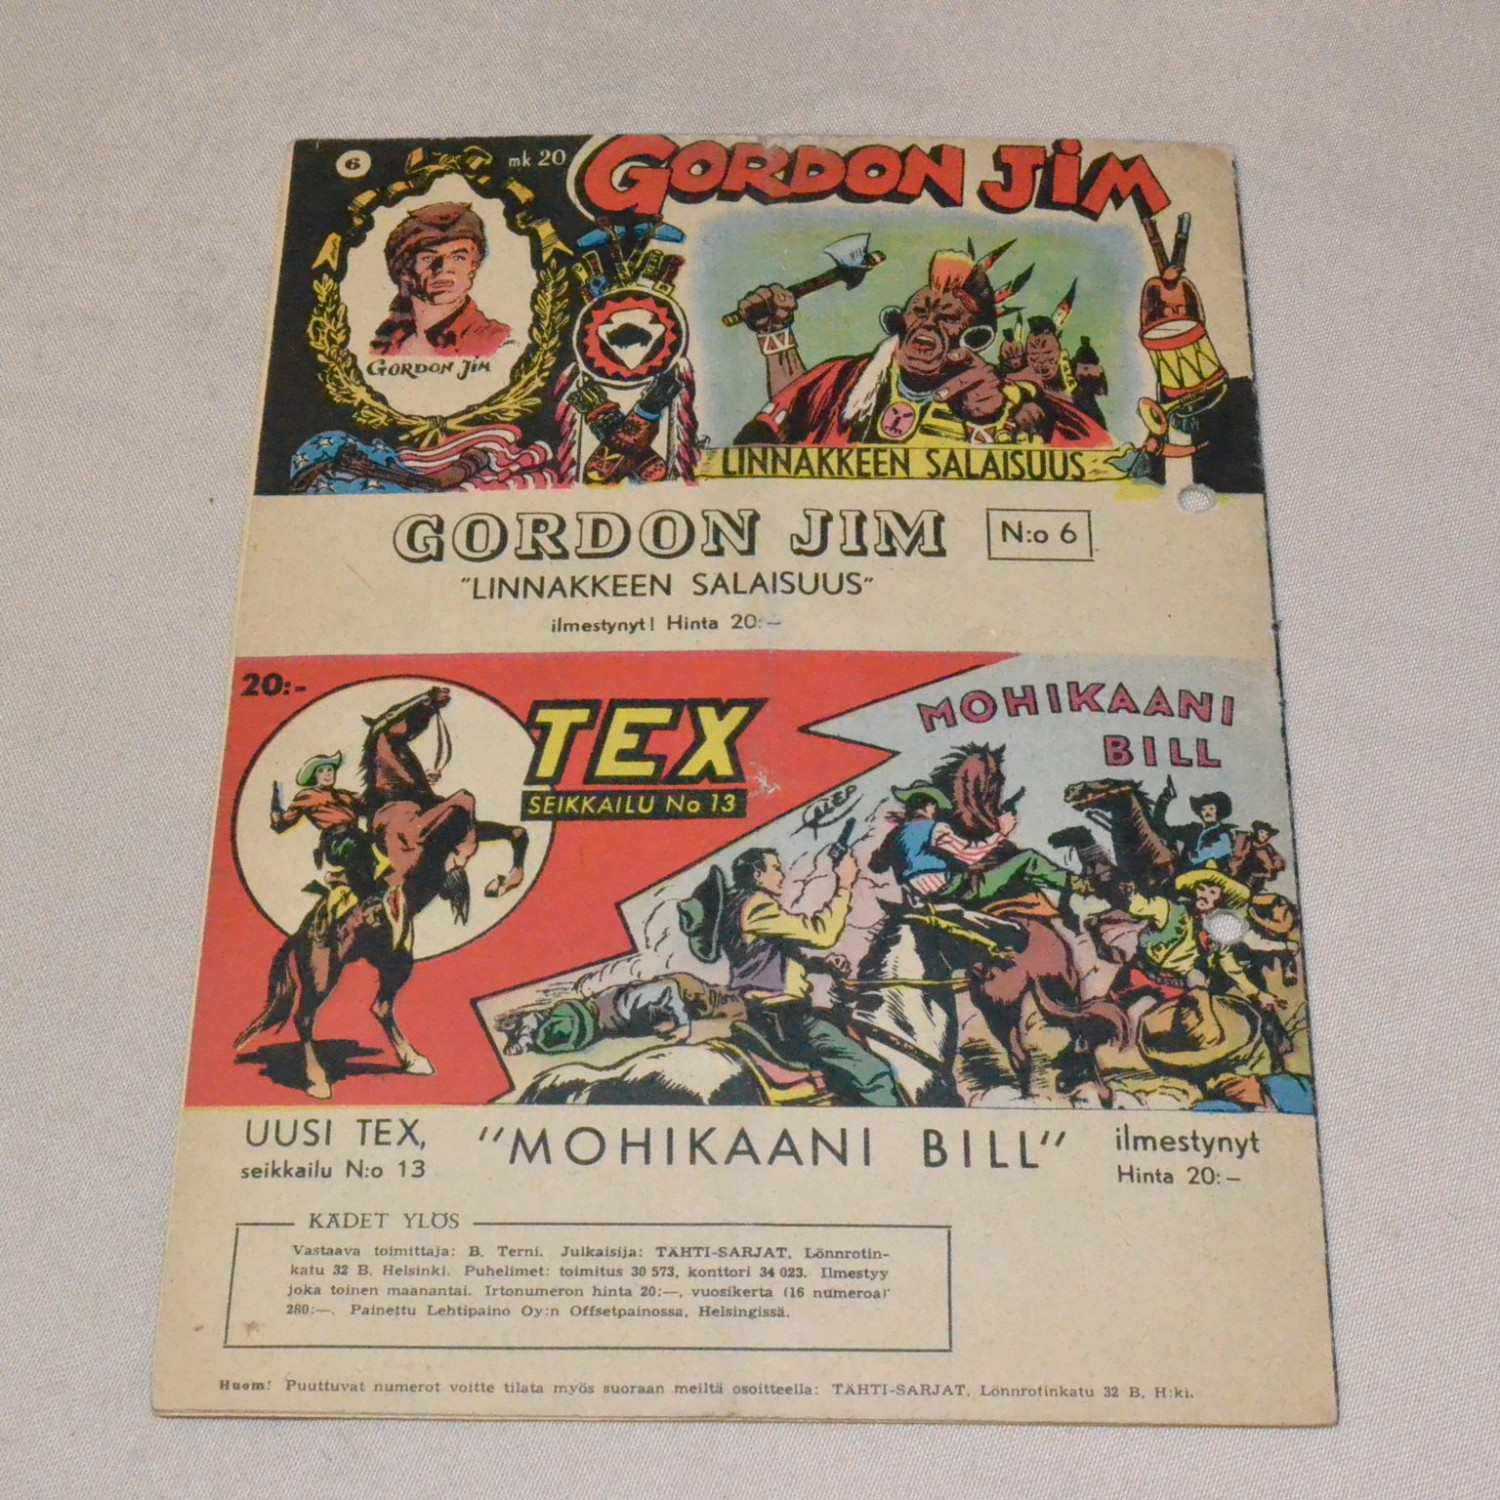 6
mk 20
GORDON JIM
GORDON JIM
LINNAKKEEN SALAISUUS
GORDON JIM N:o 6
"LINNAKKEEN SALAISUUS"
ilmestynyt! Hinta 20:—
20:-
TEX
SEIKKAILU No 13
MOHIKAANI
BILL
UUSI TEX, "MOHIKAANI BILL" ilmestynyt
seikkailu N:o 13 Hinta 20:—
KÄDET YLÖS
Vastaava toimittaja: B. Terni. Julkaisija: TÄHTI-SARJAT, Lönnrotin-
katu 32 B, Helsinki. Puhelimet: toimitus 30 573, konttori 34 023. Ilmestyy
joka toinen maanantai. Irtonumeron hinta 20:—, vuosikerta (16 numeroa)
280:—. Painettu Lehtipaino Oy:n Offsetpainossa, Helsingissä.
Huom! Puuttuvat numerot voitte tilata myös suoraan meiltä osoitteella: TÄHTI-SARJAT, Lönnrotinkatu 32 B, H:ki.